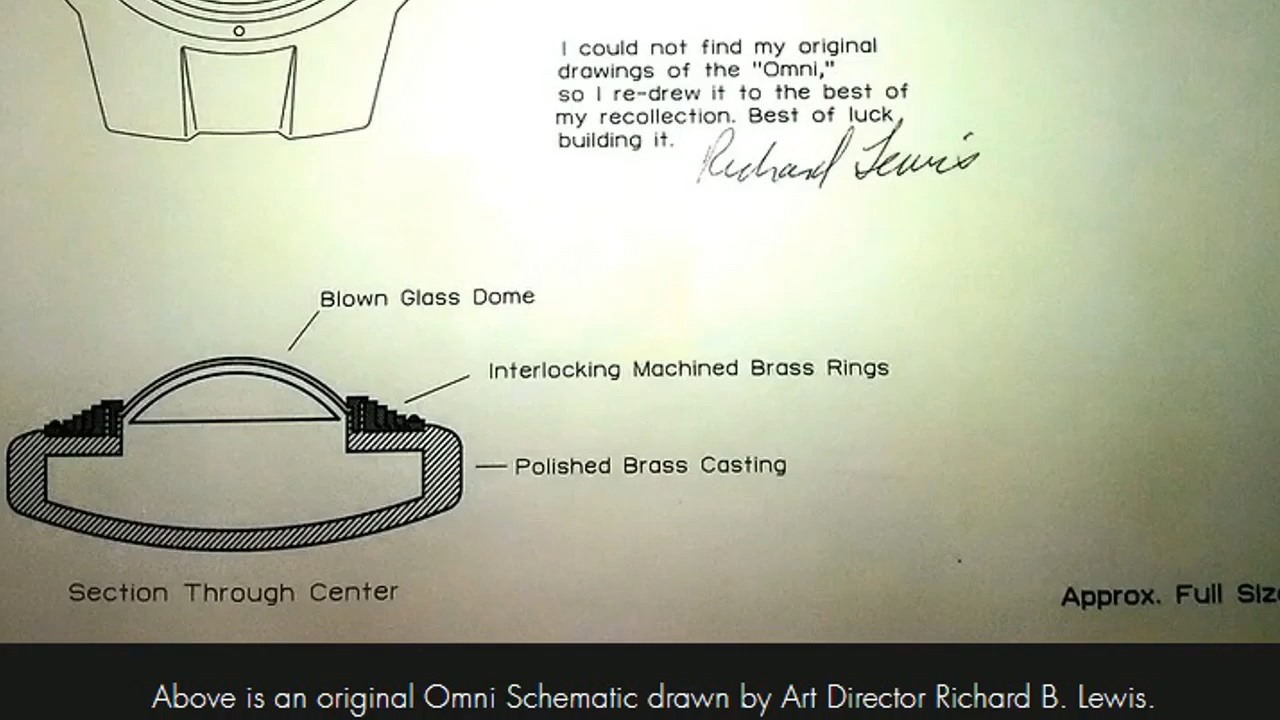 I could not find my original
drawings of the "Omni,"
so I re-drew it to the best of
my recollection. Best of luck
building it.
Richard Lewis
Blown Glass Dome
Interlocking Machined Brass Rings
Polished Brass Casting
Section Through Center
Approx. Full Size
Above is an original Omni Schematic drawn by Art Director Richard B. Lewis.